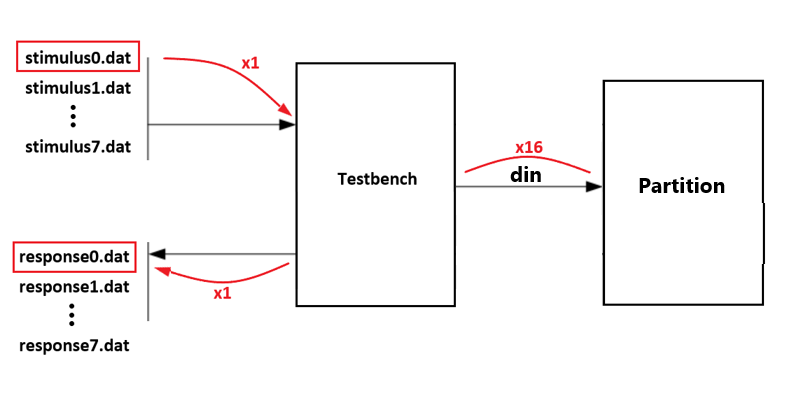 stimulus0.dat
x1
stimulus1.dat
stimulus7.dat
Testbench
x16
din
Partition
response0.dat
response1.dat
x1
response7.dat